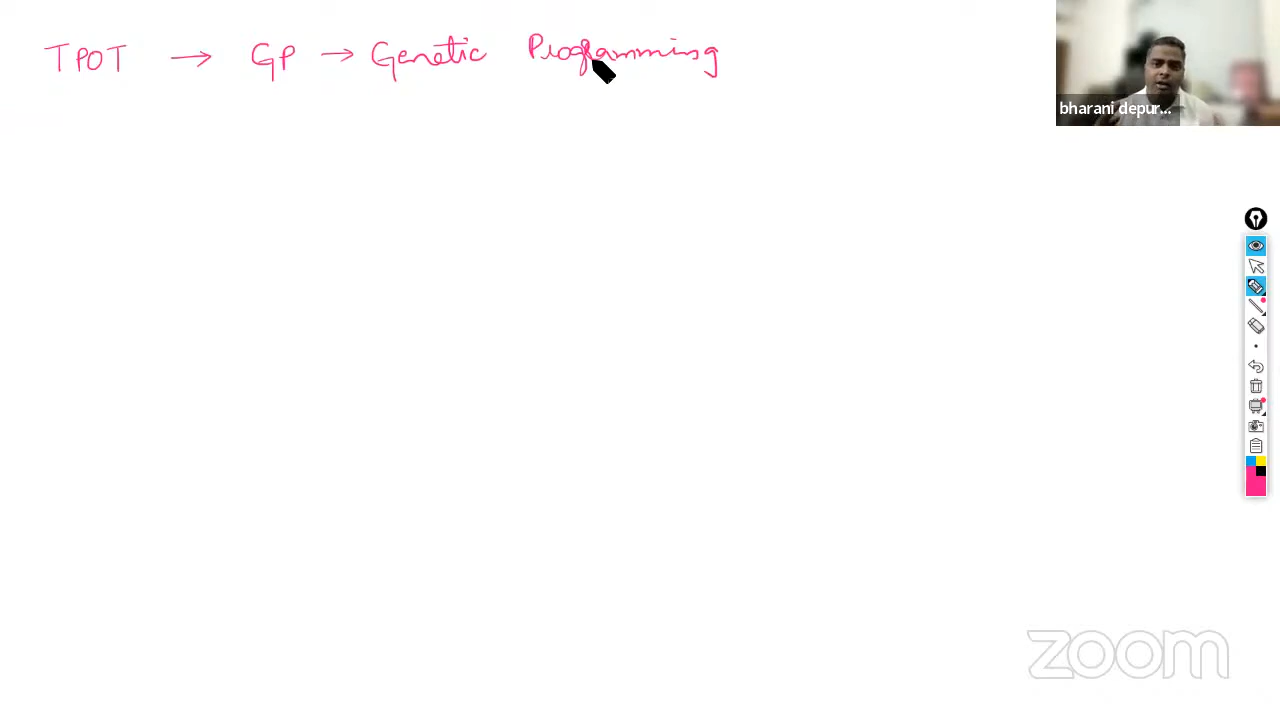 TPOT → GP → Genetic Programming
bharani depur...
zoom